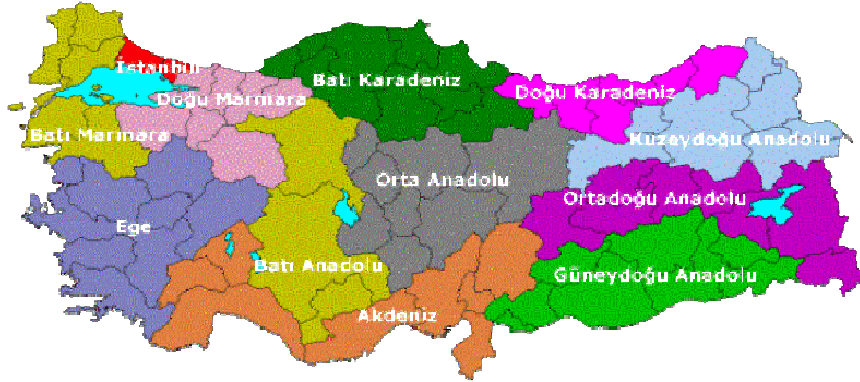 İstanbul
Batı Karadeniz
Doğu Karadeniz
Doğu Marmara
Batı Marmara
Kuzeydoğu Anadolu
Orta Anadolu
Ortadoğu Anadolu
Ege
Batı Anadolu
Güneydoğu Anadolu
Akdeniz